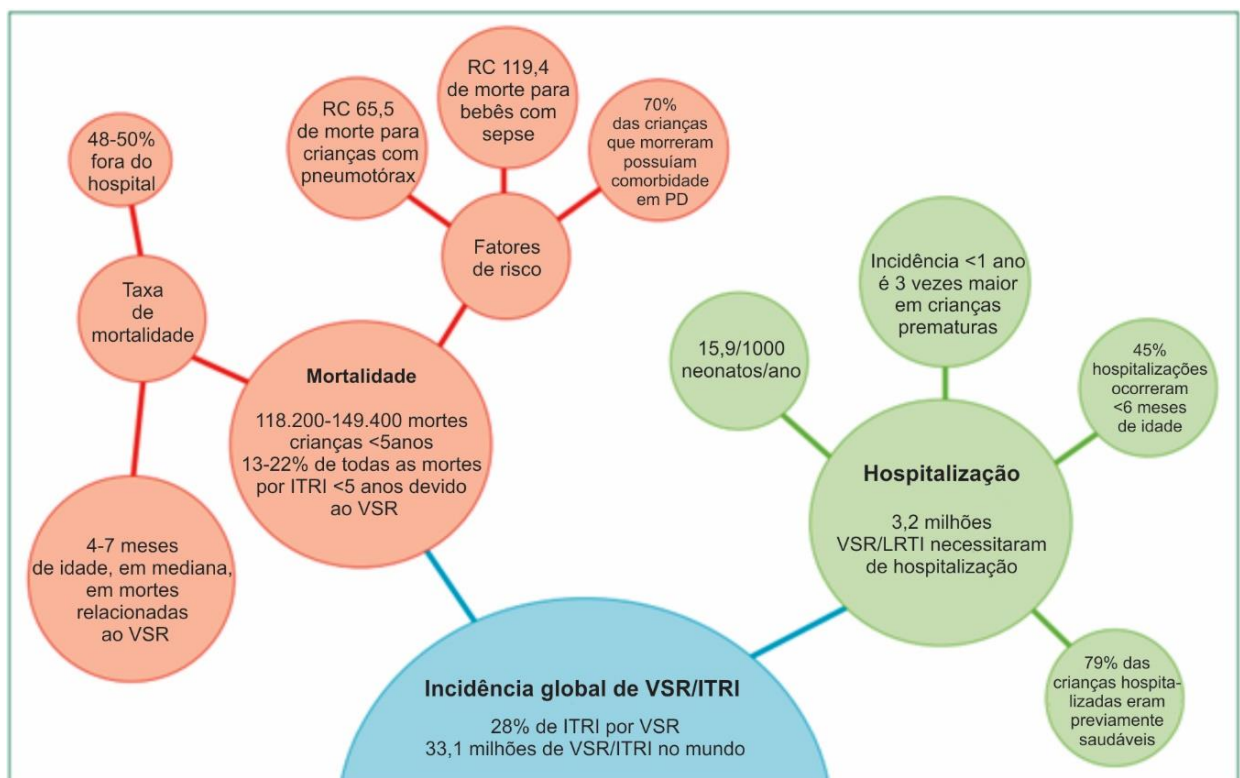 48-50%
fora do
hospital
RC 65,5
de morte para
crianças com
pneumotórax
RC 119,4
de morte para
bebês com
sepse
70%
das crianças
que morreram
possuíam
comorbidade
em PD
Taxa
de
mortalidade
Fatores
de risco
Mortalidade
118.200-149.400 mortes
crianças <5anos
13-22% de todas as mortes
por ITRI <5 anos devido
ao VSR
4-7 meses
de idade, em mediana,
em mortes
relacionadas
ao VSR
Incidência <1 ano
é 3 vezes maior
em crianças
prematuras
15,9/1000
neonatos/ano
45%
hospitalizações
ocorreram
<6 meses
de idade
Hospitalização
3,2 milhões
VSR/LRTI necessitaram
de hospitalização
79% das
crianças hospita-
lizadas eram
previamente
saudáveis
Incidência global de VSR/ITRI
28% de ITRI por VSR
33,1 milhões de VSR/ITRI no mundo